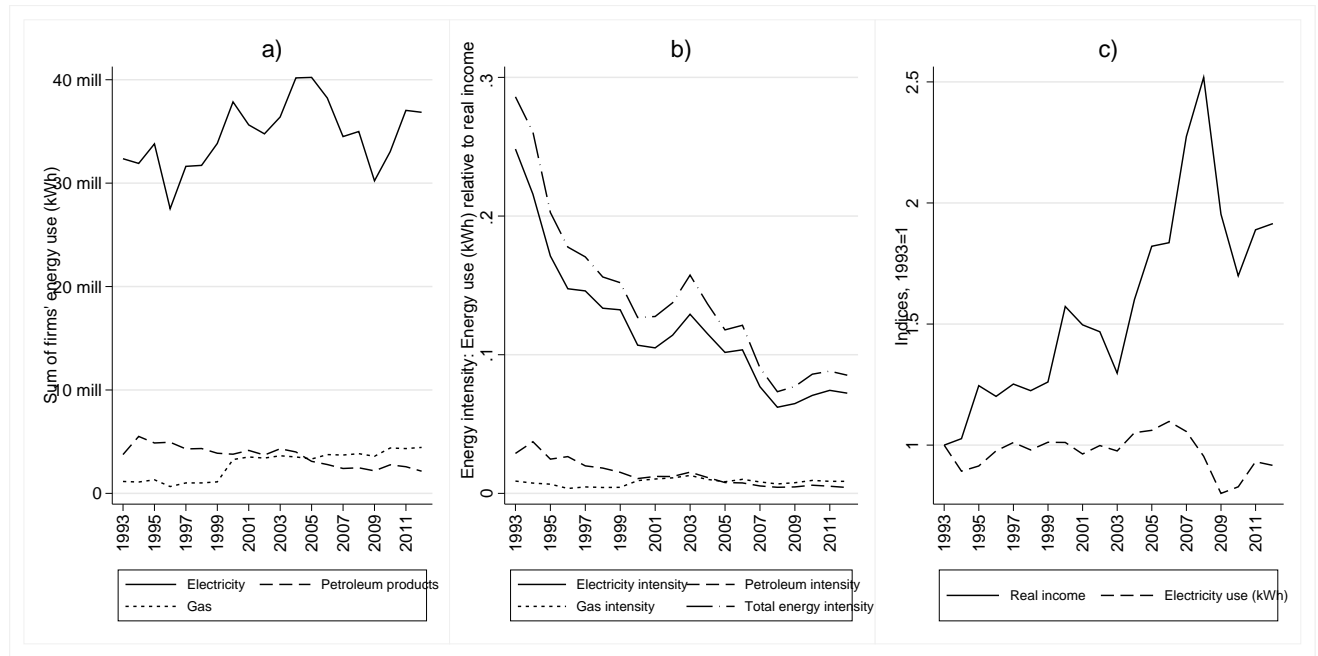 a)
Sum of firms' energy use (kWh)
40 mill
30 mill
20 mill
10 mill
0
1993
1995
1997
1999
2001
2003
2005
2007
2009
2011
Electricity
Petroleum products
Gas
b)
Energy intensity: Energy use (kWh) relative to real income
.3
.2
.1
0
1993
1995
1997
1999
2001
2003
2005
2007
2009
2011
Electricity intensity
Petroleum intensity
Gas intensity
Total energy intensity
c)
Indices, 1993=1
2.5
2
1.5
1
1993
1995
1997
1999
2001
2003
2005
2007
2009
2011
Real income
Electricity use (kWh)